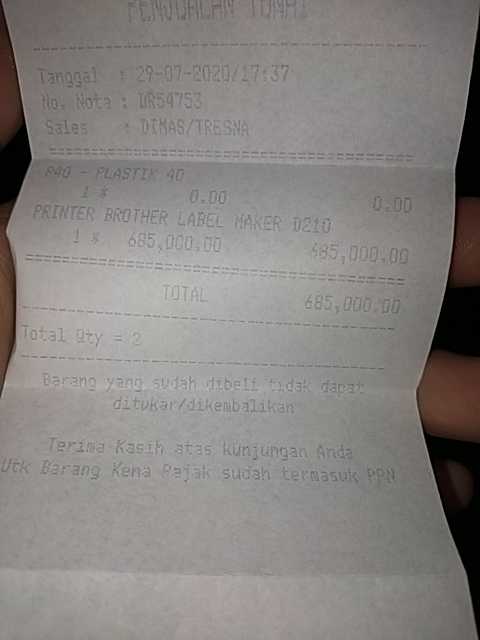 PENJUALAN TUNAI
Tanggal : 29-07-2020/17:37
No. Nota : DR54753
Sales : DIMAS/TRESNA
P40 - PLASTIK 40
1 * 0.00 0.00
PRINTER BROTHER LABEL MAKER D210
1 * 685,000.00 685,000.00
TOTAL 685,000.00
Total Qty = 2
Barang yang sudah dibeli tidak dapat
ditukar/dikembalikan
Terima Kasih atas kunjungan Anda
Utk Barang Kena Pajak sudah termasuk PPN